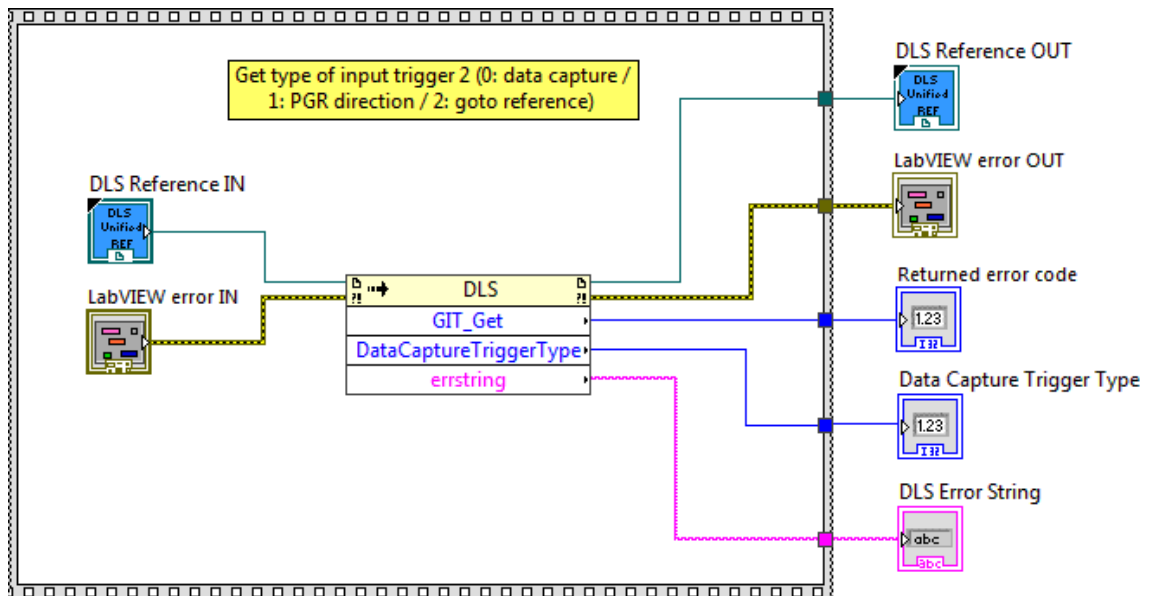 DLS Reference OUT
DLS
Unified
REF
Get type of input trigger 2 (0: data capture /
1: PGR direction / 2: goto reference)
LabVIEW error OUT
DLS Reference IN
DLS
Unified
REF
Returned error code
1.23
I32
LabVIEW error IN
?!
DLS
?!
GIT_Get
DataCaptureTriggerType
errstring
Data Capture Trigger Type
1.23
I32
DLS Error String
abc
abc